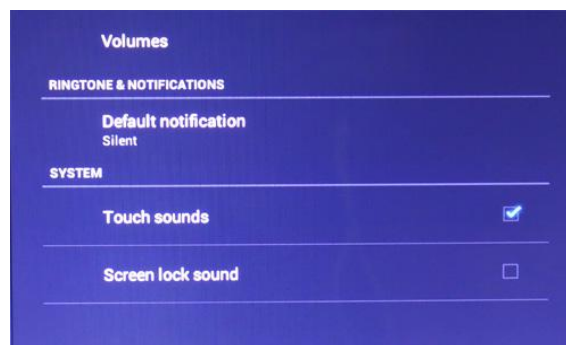 Volumes
RINGTONE & NOTIFICATIONS
Default notification
Silent
SYSTEM
Touch sounds
Screen lock sound